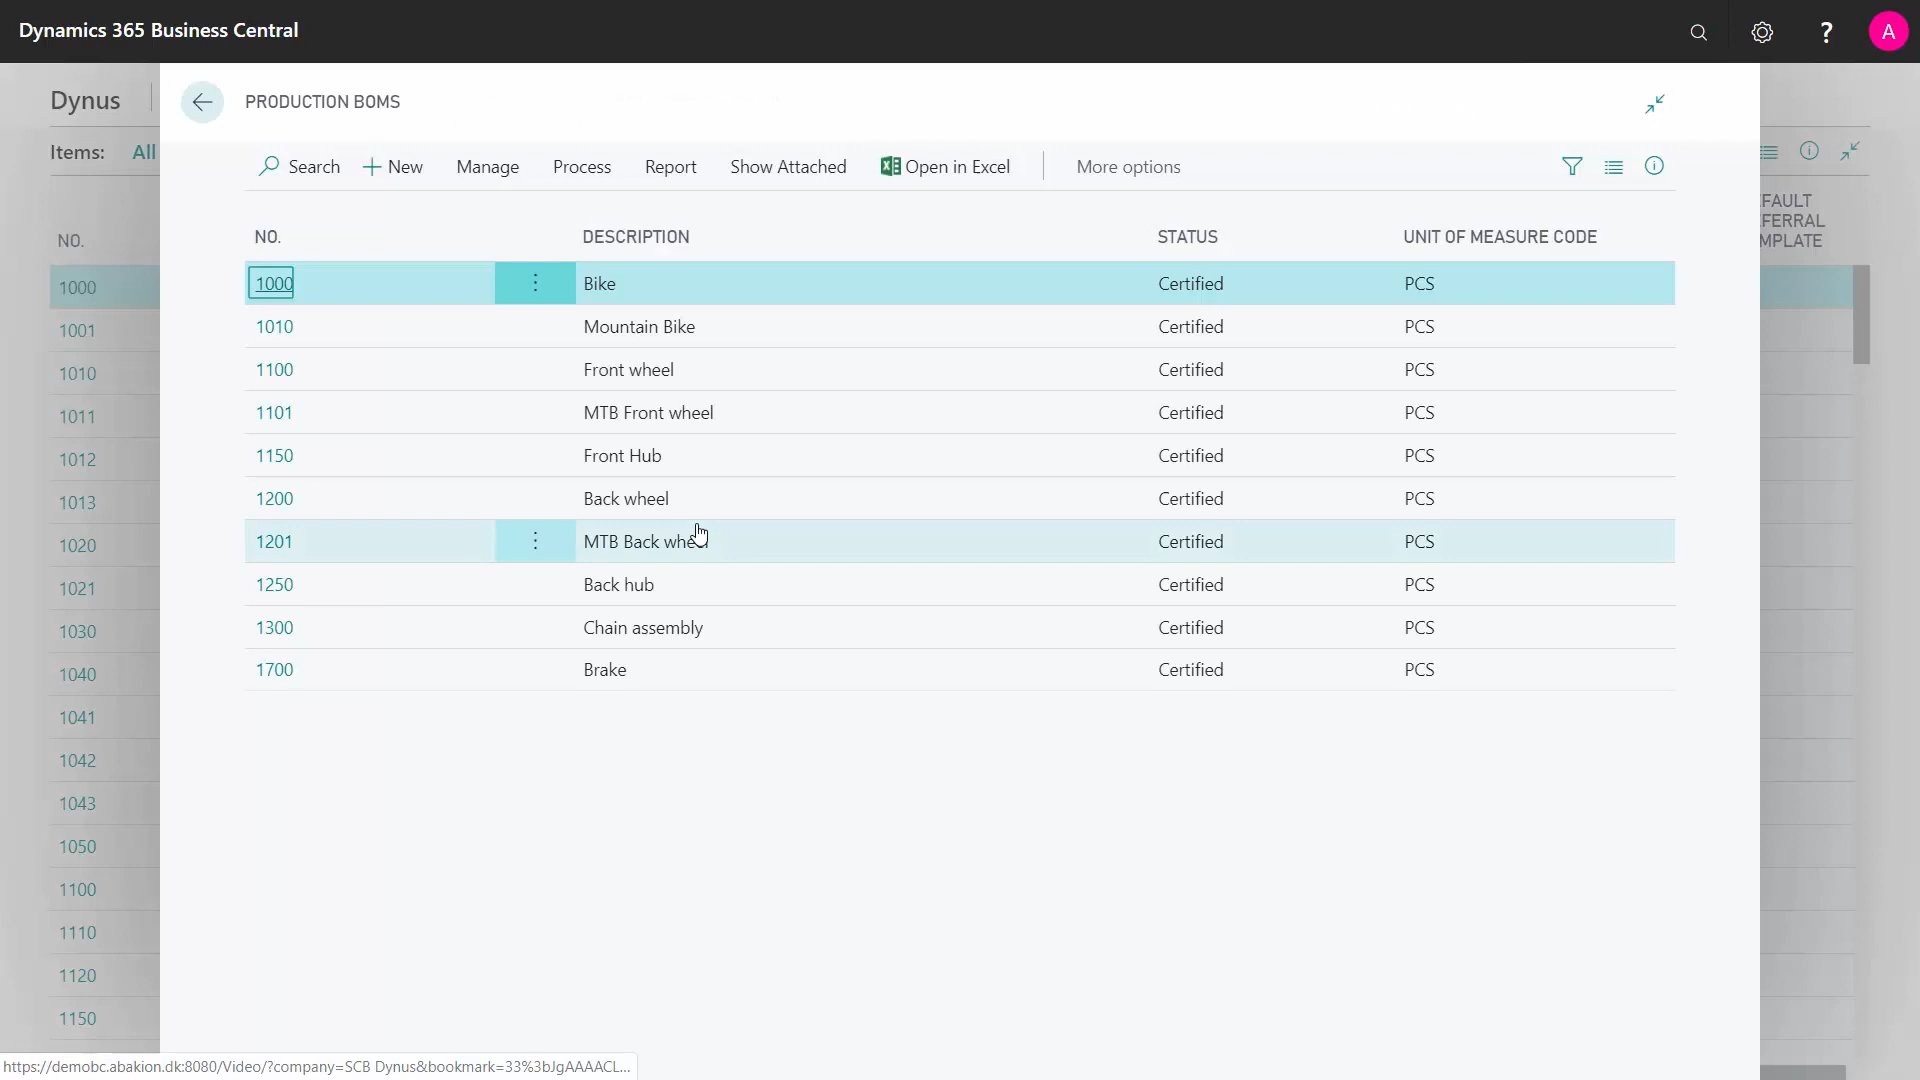 Dynamics 365 Business Central
?
A
Dynus
PRODUCTION BOMS
Items: All
Search
New
Manage
Process
Report
Show Attached
Open in Excel
More options
NO.
FAULT
FERRAL
MPLATE
NO. DESCRIPTION STATUS UNIT OF MEASURE CODE
1000 Bike Certified PCS
1010 Mountain Bike Certified PCS
1100 Front wheel Certified PCS
1101 MTB Front wheel Certified PCS
1150 Front Hub Certified PCS
1200 Back wheel Certified PCS
1201 MTB Back wheel Certified PCS
1250 Back hub Certified PCS
1300 Chain assembly Certified PCS
1700 Brake Certified PCS
1000
1001
1010
1011
1012
1013
1020
1021
1030
1040
1041
1042
1043
1050
1100
1110
1120
1150
https://demobc.abakion.dk:8080/Video/?company=SCB Dynus&bookmark=33%3bJgAAAACL...